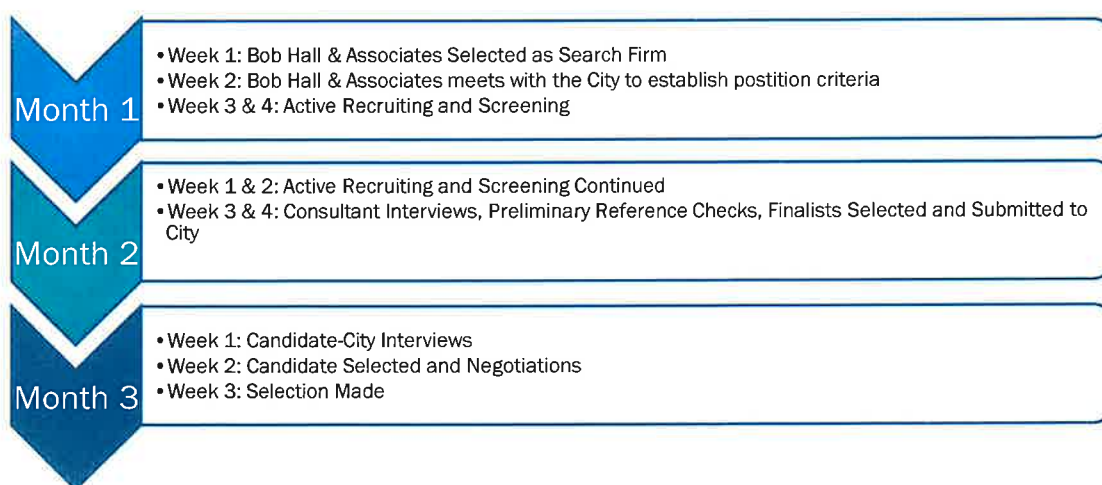 Month 1
• Week 1: Bob Hall & Associates Selected as Search Firm
• Week 2: Bob Hall & Associates meets with the City to establish postition criteria
• Week 3 & 4: Active Recruiting and Screening
Month 2
• Week 1 & 2: Active Recruiting and Screening Continued
• Week 3 & 4: Consultant Interviews, Preliminary Reference Checks, Finalists Selected and Submitted to
City
Month 3
• Week 1: Candidate-City Interviews
• Week 2: Candidate Selected and Negotiations
• Week 3: Selection Made